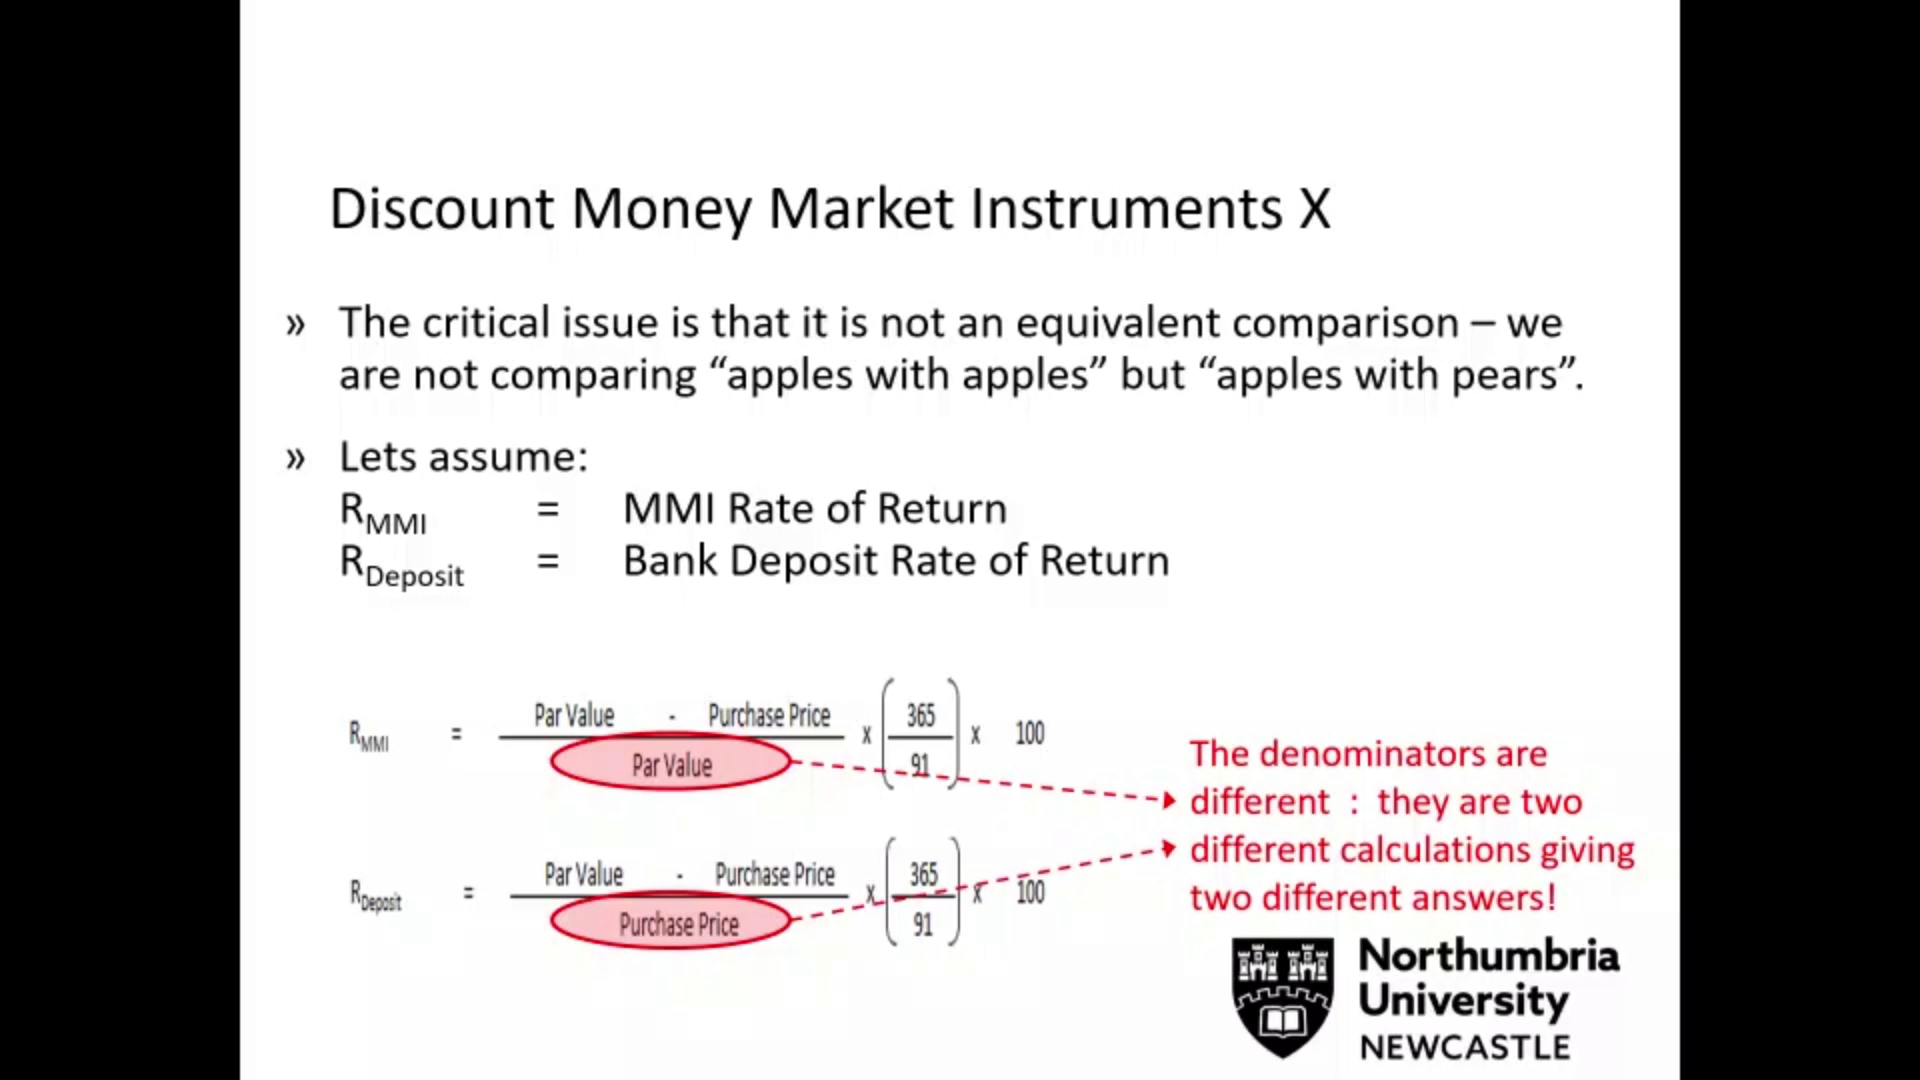 Discount Money Market Instruments X
» The critical issue is that it is not an equivalent comparison – we
are not comparing “apples with apples” but “apples with pears”.
» Lets assume:
RMMI = MMI Rate of Return
RDeposit = Bank Deposit Rate of Return
Par Value - Purchase Price 365
RMMI = x x 100
Par Value 91
Par Value - Purchase Price 365
RDeposit = x x 100
Purchase Price 91
The denominators are
different : they are two
different calculations giving
two different answers!
Northumbria
University
NEWCASTLE